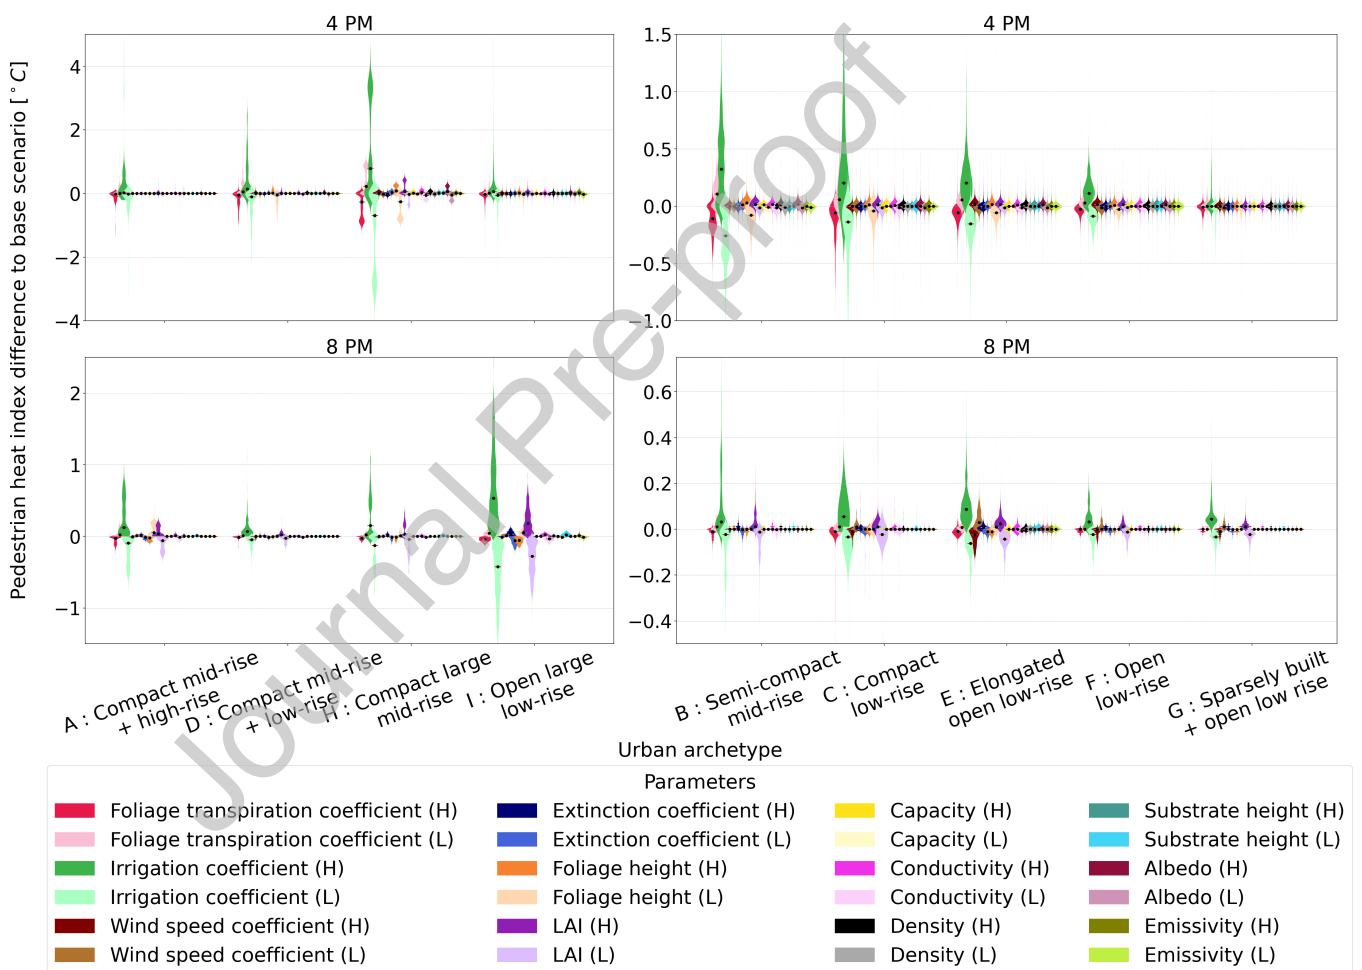 4 PM
4 PM
Pedestrian heat index difference to base scenario [°C]
4
2
0
−2
−4
1.5
1.0
0.5
0.0
−0.5
−1.0
8 PM
8 PM
2
1
0
−1
0.6
0.4
0.2
0.0
−0.2
−0.4
A : Compact mid-rise
+ high-rise
D : Compact mid-rise
+ low-rise
H : Compact large
mid-rise
I : Open large
low-rise
B : Semi-compact
mid-rise
C : Compact
low-rise
E : Elongated
open low-rise
F : Open
low-rise
G : Sparsely built
+ open low rise
Urban archetype
Journal Pre-proof
Parameters
Foliage transpiration coefficient (H)
Foliage transpiration coefficient (L)
Irrigation coefficient (H)
Irrigation coefficient (L)
Wind speed coefficient (H)
Wind speed coefficient (L)
Extinction coefficient (H)
Extinction coefficient (L)
Foliage height (H)
Foliage height (L)
LAI (H)
LAI (L)
Capacity (H)
Capacity (L)
Conductivity (H)
Conductivity (L)
Density (H)
Density (L)
Substrate height (H)
Substrate height (L)
Albedo (H)
Albedo (L)
Emissivity (H)
Emissivity (L)